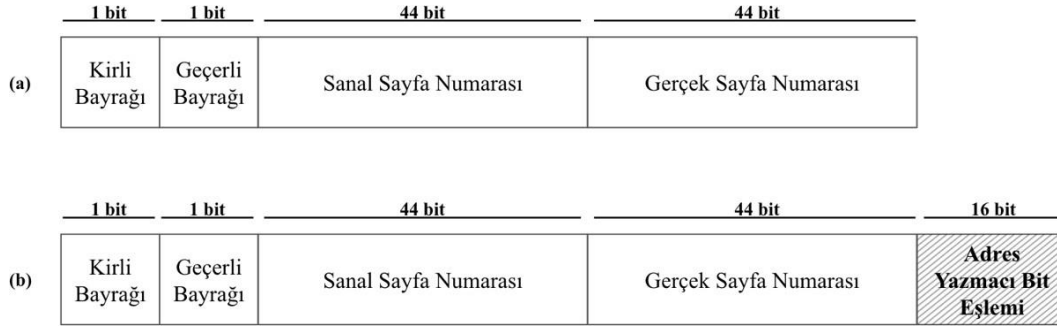 1 bit 1 bit 44 bit 44 bit
(a)
Kirli
Bayrağı
Geçerli
Bayrağı
Sanal Sayfa Numarası
Gerçek Sayfa Numarası
1 bit 1 bit 44 bit 44 bit 16 bit
(b)
Kirli
Bayrağı
Geçerli
Bayrağı
Sanal Sayfa Numarası
Gerçek Sayfa Numarası
Adres
Yazmacı Bit
Eşlemi